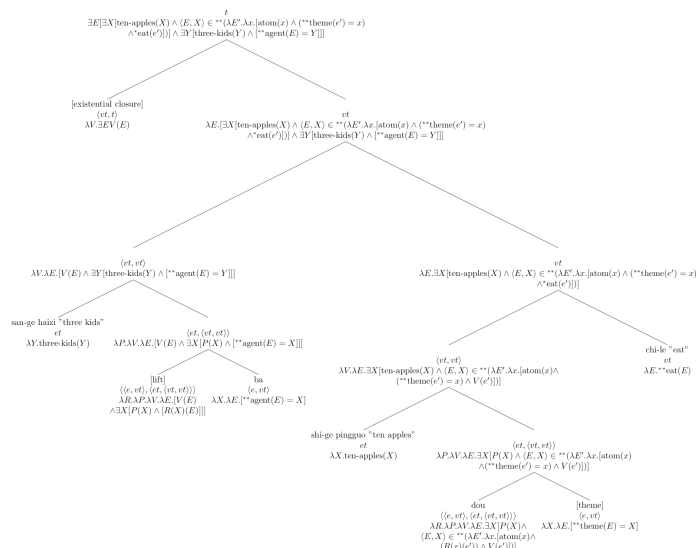 t
∃E[∃X[ten-apples(X) ∧ ⟨E, X⟩ ∈ **(λE′.λx.[atom(x) ∧ (**theme(e′) = x)
∧*eat(e′)])] ∧ ∃Y[three-kids(Y) ∧ [**agent(E) = Y]]]
[existential closure]
⟨vt, t⟩
λV.∃EV(E)
vt
λE.[∃X[ten-apples(X) ∧ ⟨E, X⟩ ∈ **(λE′.λx.[atom(x) ∧ (**theme(e′) = x)
∧*eat(e′)])] ∧ ∃Y[three-kids(Y) ∧ [**agent(E) = Y]]]
⟨vt, vt⟩
λV.λE.[V(E) ∧ ∃Y[three-kids(Y) ∧ [**agent(E) = Y]]]
vt
λE.∃X[ten-apples(X) ∧ ⟨E, X⟩ ∈ **(λE′.λx.[atom(x) ∧ (**theme(e′) = x)
∧*eat(e′)])]
san-ge haizi "three kids"
et
λY.three-kids(Y)
⟨et, ⟨vt, vt⟩⟩
λP.λV.λE.[V(E) ∧ ∃X[P(X) ∧ [**agent(E) = X]]]
[lift]
⟨⟨e, vt⟩, ⟨et, ⟨vt, vt⟩⟩⟩
λR.λP.λV.λE.[V(E)
∧∃X[P(X) ∧ [R(X)(E)]]]
ba
⟨e, vt⟩
λX.λE.[**agent(E) = X]
⟨vt, vt⟩
λV.λE.∃X[ten-apples(X) ∧ ⟨E, X⟩ ∈ **(λE′.λx.[atom(x)∧
(**theme(e′) = x) ∧ V(e′)])]
chi-le "eat"
vt
λE.**eat(E)
shi-ge pingguo "ten apples"
et
λX.ten-apples(X)
⟨et, ⟨vt, vt⟩⟩
λP.λV.λE.∃X[P(X) ∧ ⟨E, X⟩ ∈ **(λE′.λx.[atom(x)
∧(**theme(e′) = x) ∧ V(e′)])]
dou
⟨⟨e, vt⟩, ⟨et, ⟨vt, vt⟩⟩⟩
λR.λP.λV.λE.∃X[P(X)∧
⟨E, X⟩ ∈ **(λE′.λx.[atom(x)∧
(R(x)(e′)) ∧ V(e′)])]
[theme]
⟨e, vt⟩
λX.λE.[**theme(E) = X]